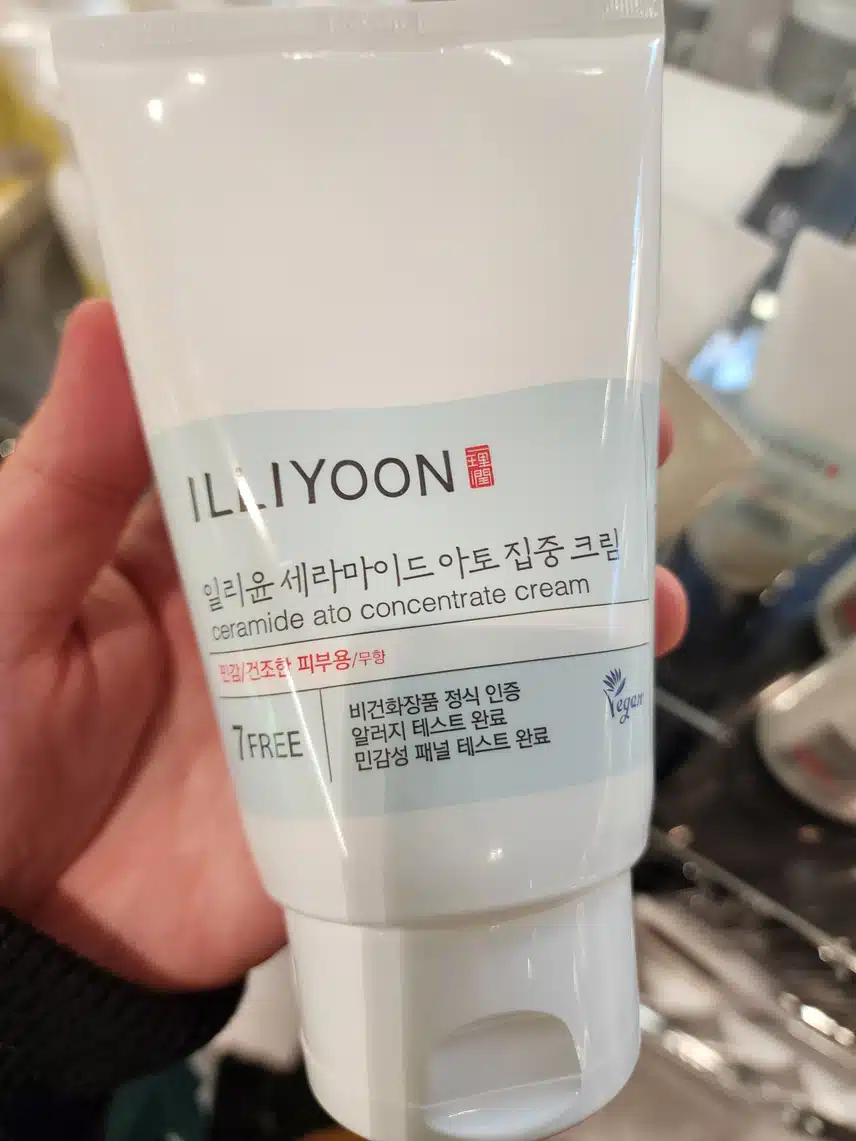 ILLIYOON 理潤
일리윤 세라마이드 아토 집중 크림
ceramide ato concentrate cream
민감/건조한 피부용/무향
7FREE
비건화장품 정식 인증
알러지 테스트 완료
민감성 패널 테스트 완료
Vegan
ILLIYOON